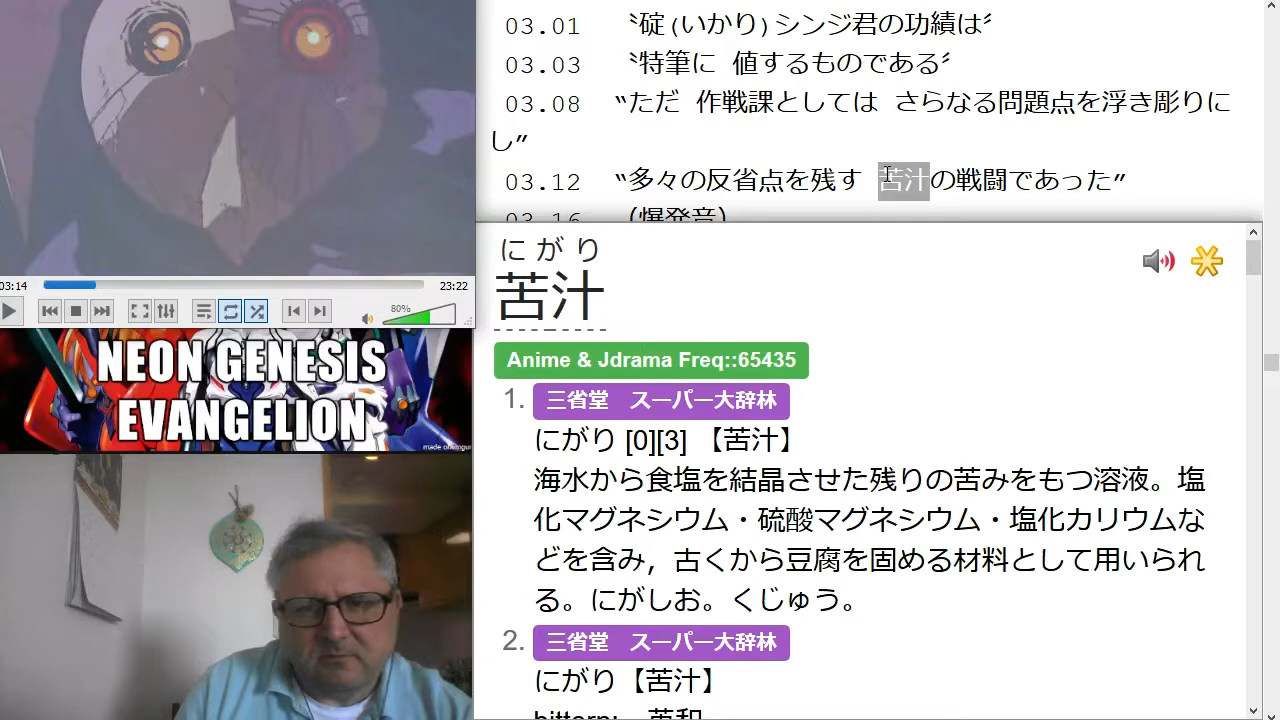 03.01 〝碇(いかり)シンジ君の功績は〞
03.03 〝特筆に 値するものである〞
03.08 “ただ 作戦課としては さらなる問題点を浮き彫りに
し”
03.12 “多々の反省点を残す 苦汁の戦闘であった”
03.16 （爆発音）
03:14
23:22
80%
NEON GENESIS
EVANGELION
にがり
苦汁
Anime & Jdrama Freq::65435
1. 三省堂 スーパー大辞林
にがり [0][3] 【苦汁】
海水から食塩を結晶させた残りの苦みをもつ溶液。塩
化マグネシウム・硫酸マグネシウム・塩化カリウムな
どを含み，古くから豆腐を固める材料として用いられ
る。にがしお。くじゅう。
2. 三省堂 スーパー大辞林
にがり【苦汁】